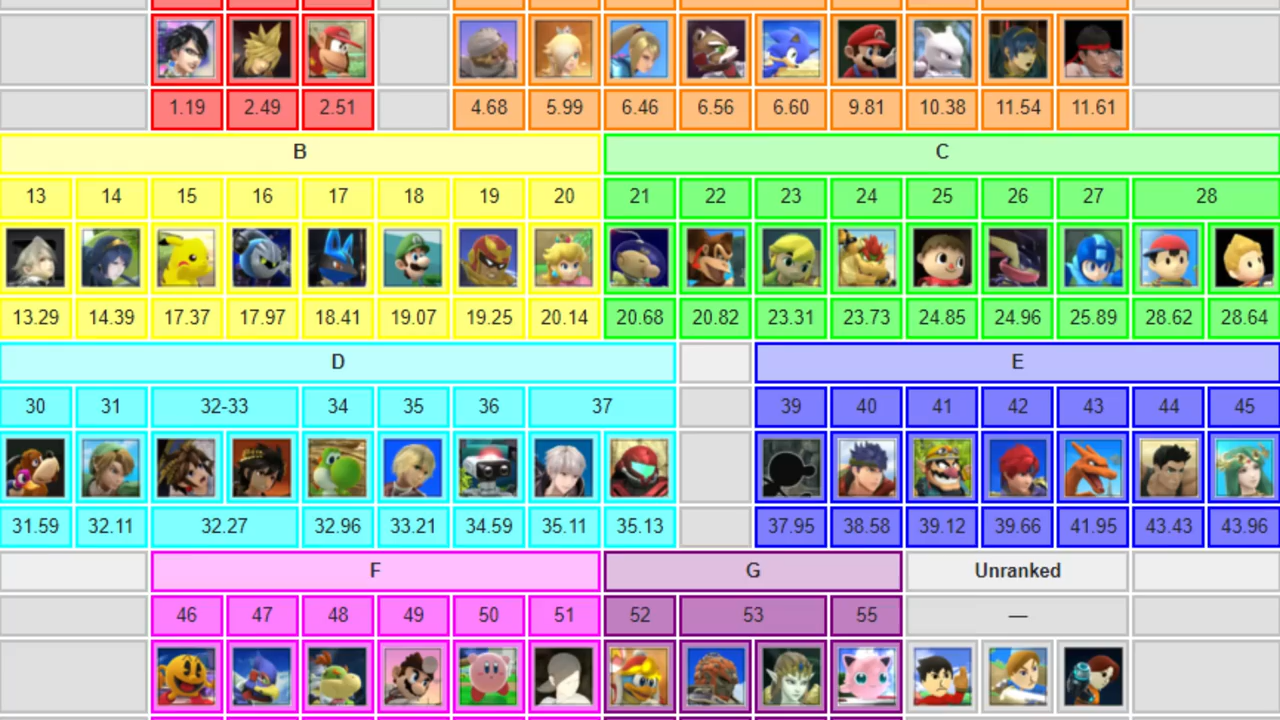 1.19 2.49 2.51 4.68 5.99 6.46 6.56 6.60 9.81 10.38 11.54 11.61
B C
13 14 15 16 17 18 19 20 21 22 23 24 25 26 27 28
13.29 14.39 17.37 17.97 18.41 19.07 19.25 20.14 20.68 20.82 23.31 23.73 24.85 24.96 25.89 28.62 28.64
D E
30 31 32-33 34 35 36 37 39 40 41 42 43 44 45
31.59 32.11 32.27 32.96 33.21 34.59 35.11 35.13 37.95 38.58 39.12 39.66 41.95 43.43 43.96
F G Unranked
46 47 48 49 50 51 52 53 55 —